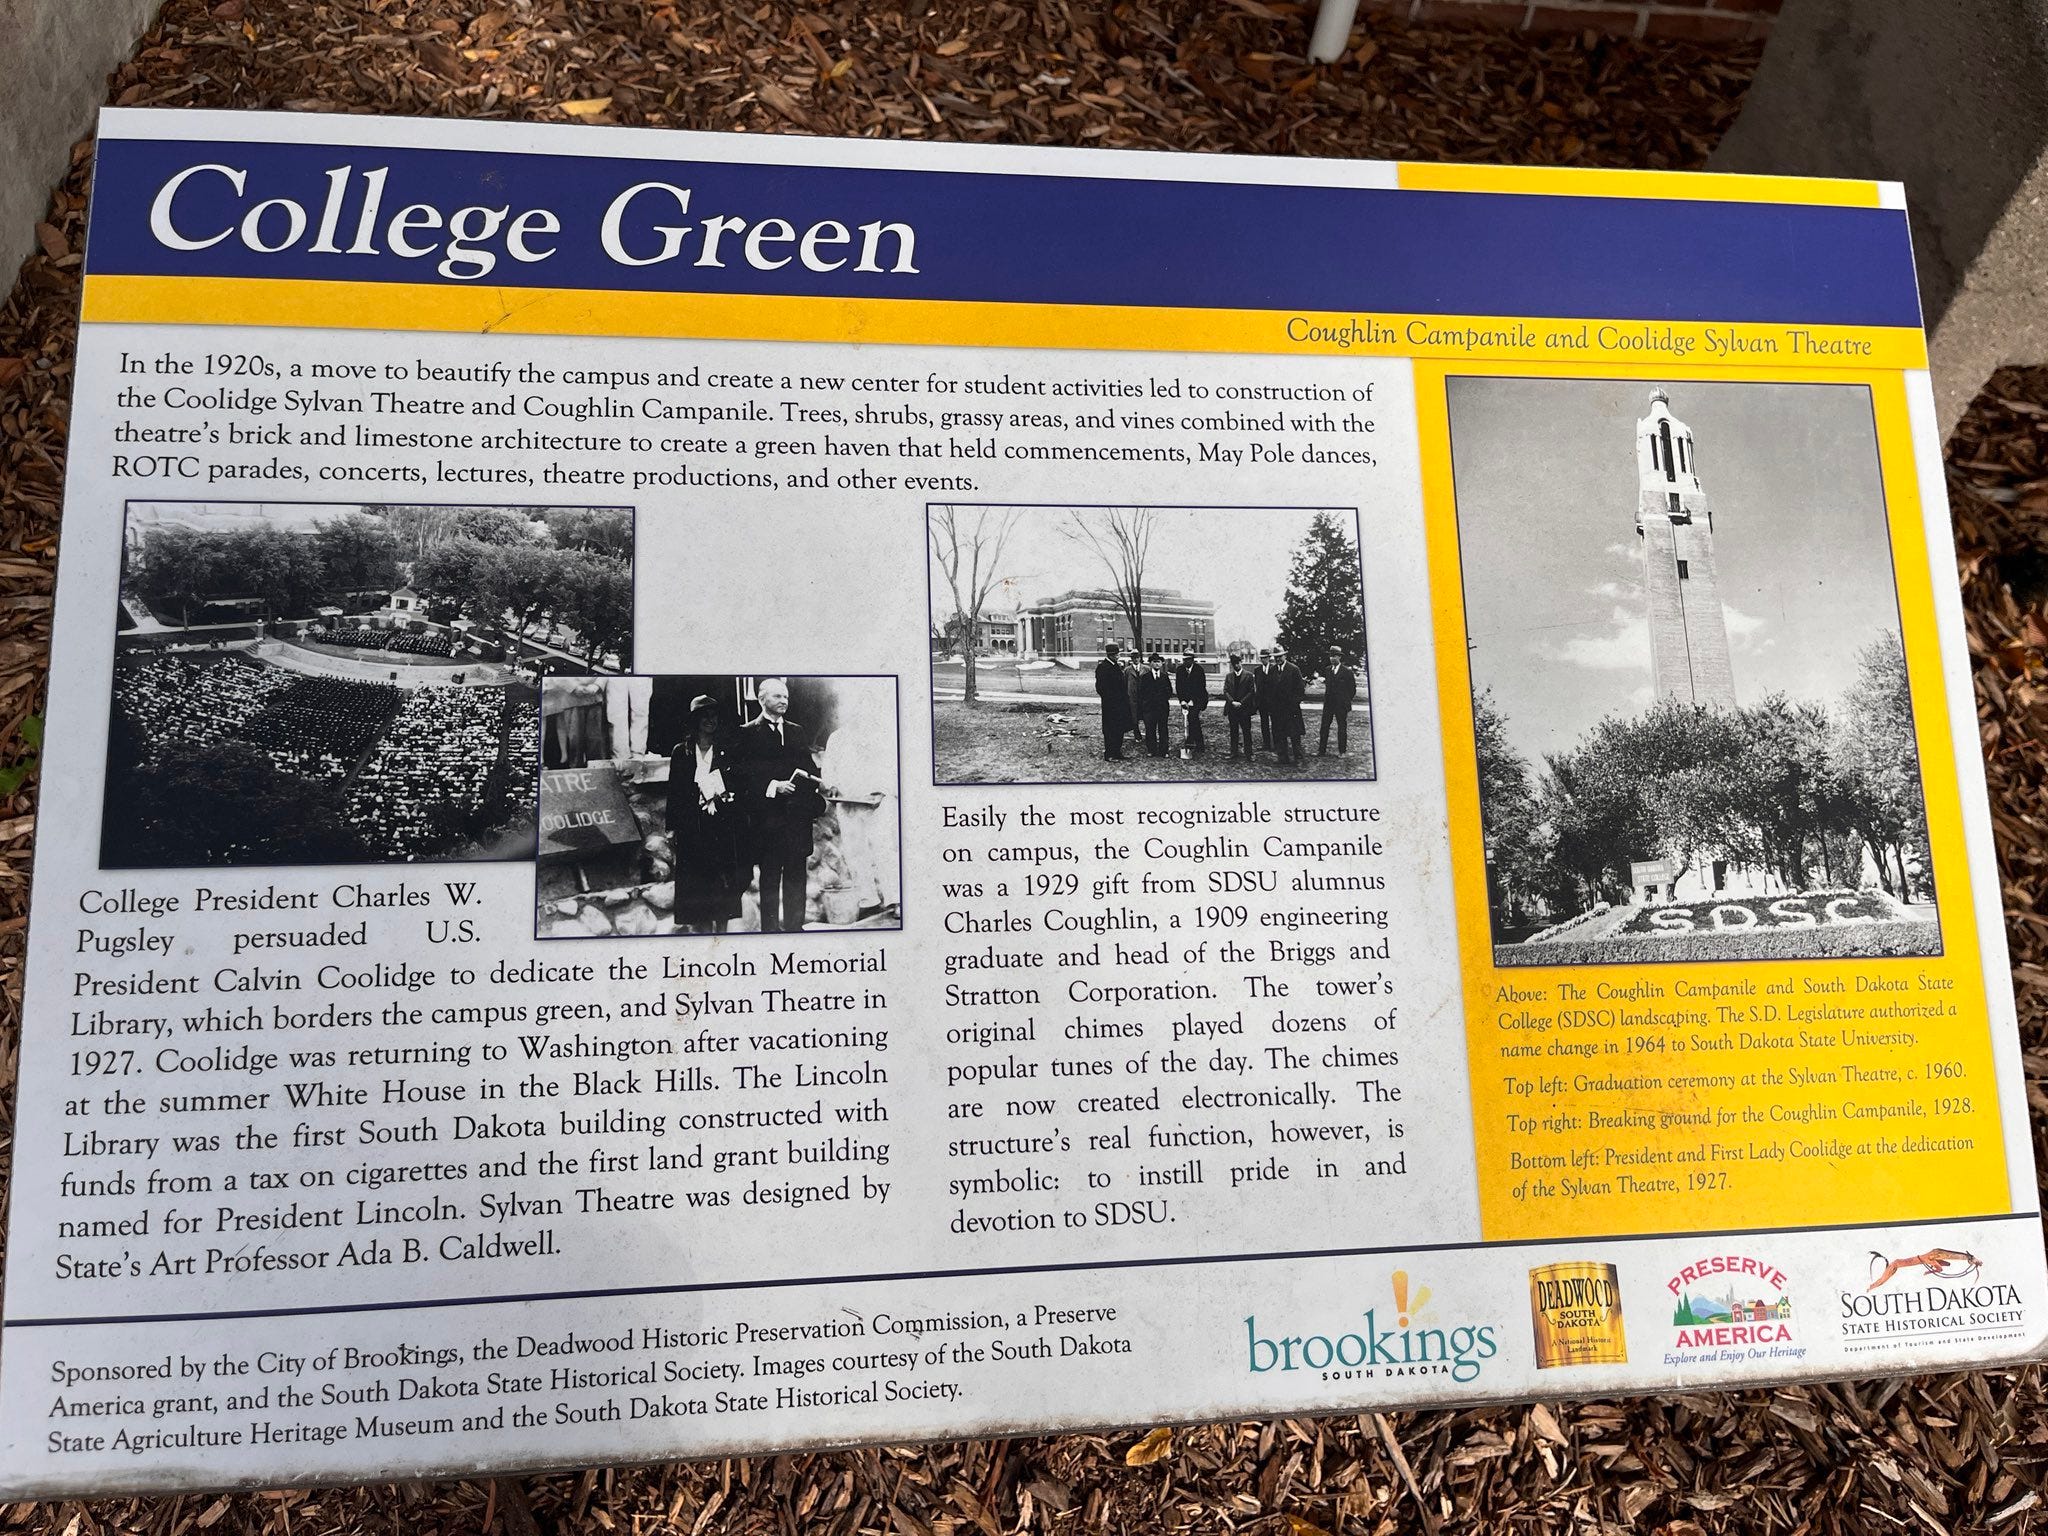 College Green
Coughlin Campanile and Coolidge Sylvan Theatre
In the 1920s, a move to beautify the campus and create a new center for student activities led to construction of
the Coolidge Sylvan Theatre and Coughlin Campanile. Trees, shrubs, grassy areas, and vines combined with the
theatre's brick and limestone architecture to create a green haven that held commencements, May Pole dances,
ROTC parades, concerts, lectures, theatre productions, and other events.
ATRE
OOLIDGE
College President Charles W.
Pugsley persuaded U.S.
President Calvin Coolidge to dedicate the Lincoln Memorial
Library, which borders the campus green, and Sylvan Theatre in
1927. Coolidge was returning to Washington after vacationing
at the summer White House in the Black Hills. The Lincoln
Library was the first South Dakota building constructed with
funds from a tax on cigarettes and the first land grant building
named for President Lincoln. Sylvan Theatre was designed by
State's Art Professor Ada B. Caldwell.
Easily the most recognizable structure
on campus, the Coughlin Campanile
was a 1929 gift from SDSU alumnus
Charles Coughlin, a 1909 engineering
graduate and head of the Briggs and
Stratton Corporation. The tower's
original chimes played dozens of
popular tunes of the day. The chimes
are now created electronically. The
structure's real function, however, is
symbolic: to instill pride in and
devotion to SDSU.
SDSC
Above: The Coughlin Campanile and South Dakota State
College (SDSC) landscaping. The S.D. Legislature authorized a
name change in 1964 to South Dakota State University.
Top left: Graduation ceremony at the Sylvan Theatre, c. 1960.
Top right: Breaking ground for the Coughlin Campanile, 1928.
Bottom left: President and First Lady Coolidge at the dedication
of the Sylvan Theatre, 1927.
Sponsored by the City of Brookings, the Deadwood Historic Preservation Commission, a Preserve
America grant, and the South Dakota State Historical Society. Images courtesy of the South Dakota
State Agriculture Heritage Museum and the South Dakota State Historical Society.
brookings
SOUTH DAKOTA
DEADWOOD
SOUTH
DAKOTA
A National Historic
Landmark
PRESERVE
AMERICA
Explore and Enjoy Our Heritage
SOUTH DAKOTA
STATE HISTORICAL SOCIETY
Department of Tourism and State Development